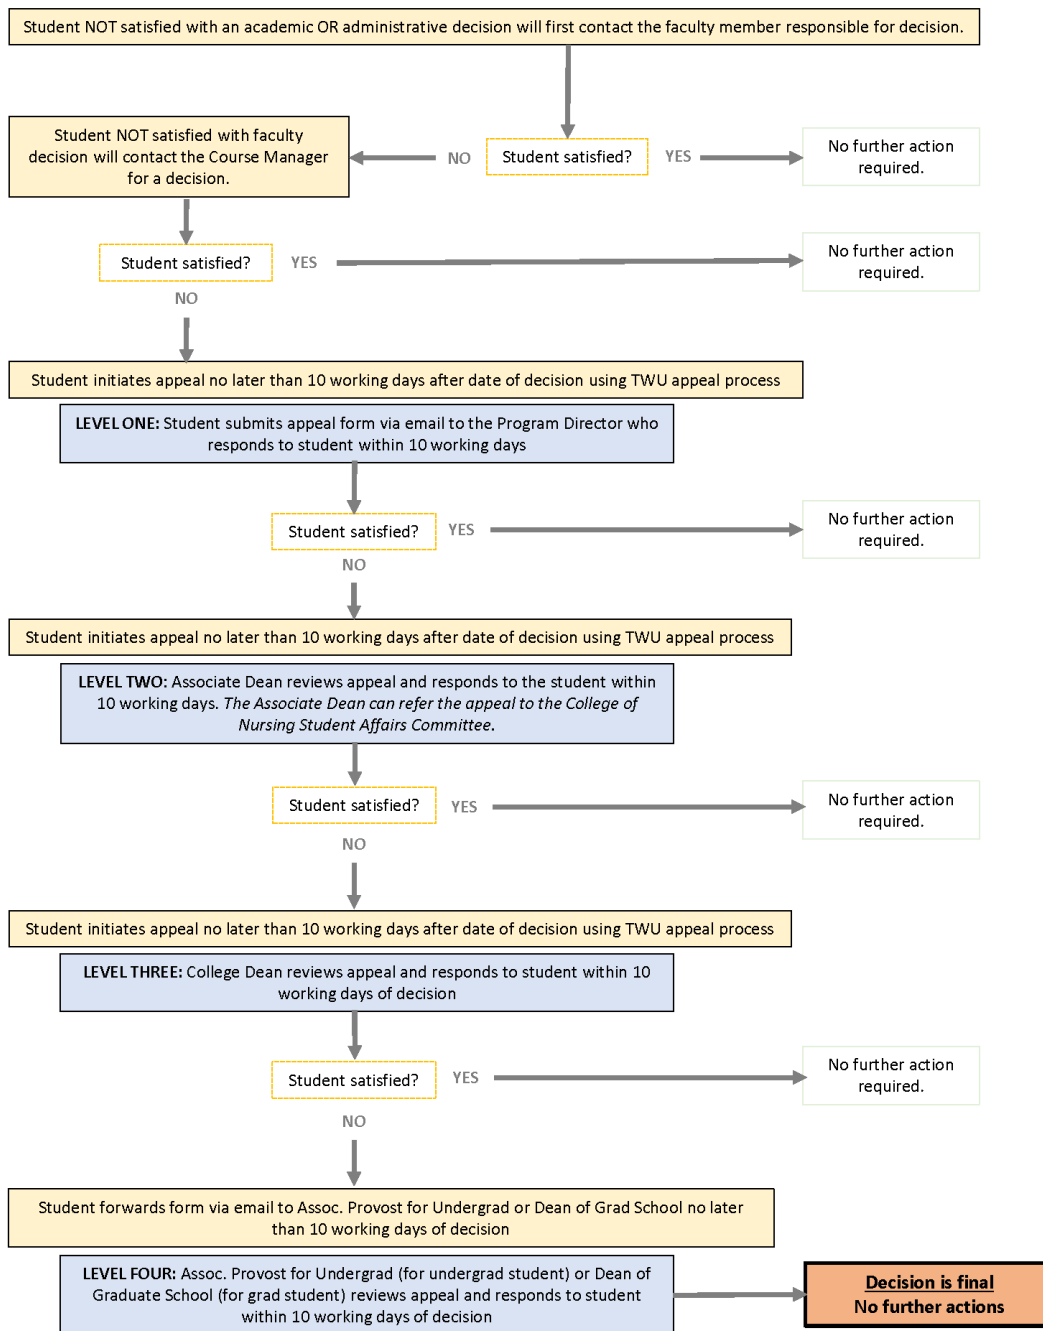 Student NOT satisfied with an academic OR administrative decision will first contact the faculty member responsible for decision.
Student NOT satisfied with faculty
decision will contact the Course Manager
for a decision.
NO
Student satisfied?
YES
No further action
required.
Student satisfied?
YES
No further action
required.
NO
Student initiates appeal no later than 10 working days after date of decision using TWU appeal process
LEVEL ONE: Student submits appeal form via email to the Program Director who
responds to student within 10 working days
Student satisfied?
YES
No further action
required.
NO
Student initiates appeal no later than 10 working days after date of decision using TWU appeal process
LEVEL TWO: Associate Dean reviews appeal and responds to the student within
10 working days. The Associate Dean can refer the appeal to the College of
Nursing Student Affairs Committee.
Student satisfied?
YES
No further action
required.
NO
Student initiates appeal no later than 10 working days after date of decision using TWU appeal process
LEVEL THREE: College Dean reviews appeal and responds to student within 10
working days of decision
Student satisfied?
YES
No further action
required.
NO
Student forwards form via email to Assoc. Provost for Undergrad or Dean of Grad School no later
than 10 working days of decision
LEVEL FOUR: Assoc. Provost for Undergrad (for undergrad student) or Dean of
Graduate School (for grad student) reviews appeal and responds to student
within 10 working days of decision
Decision is final
No further actions